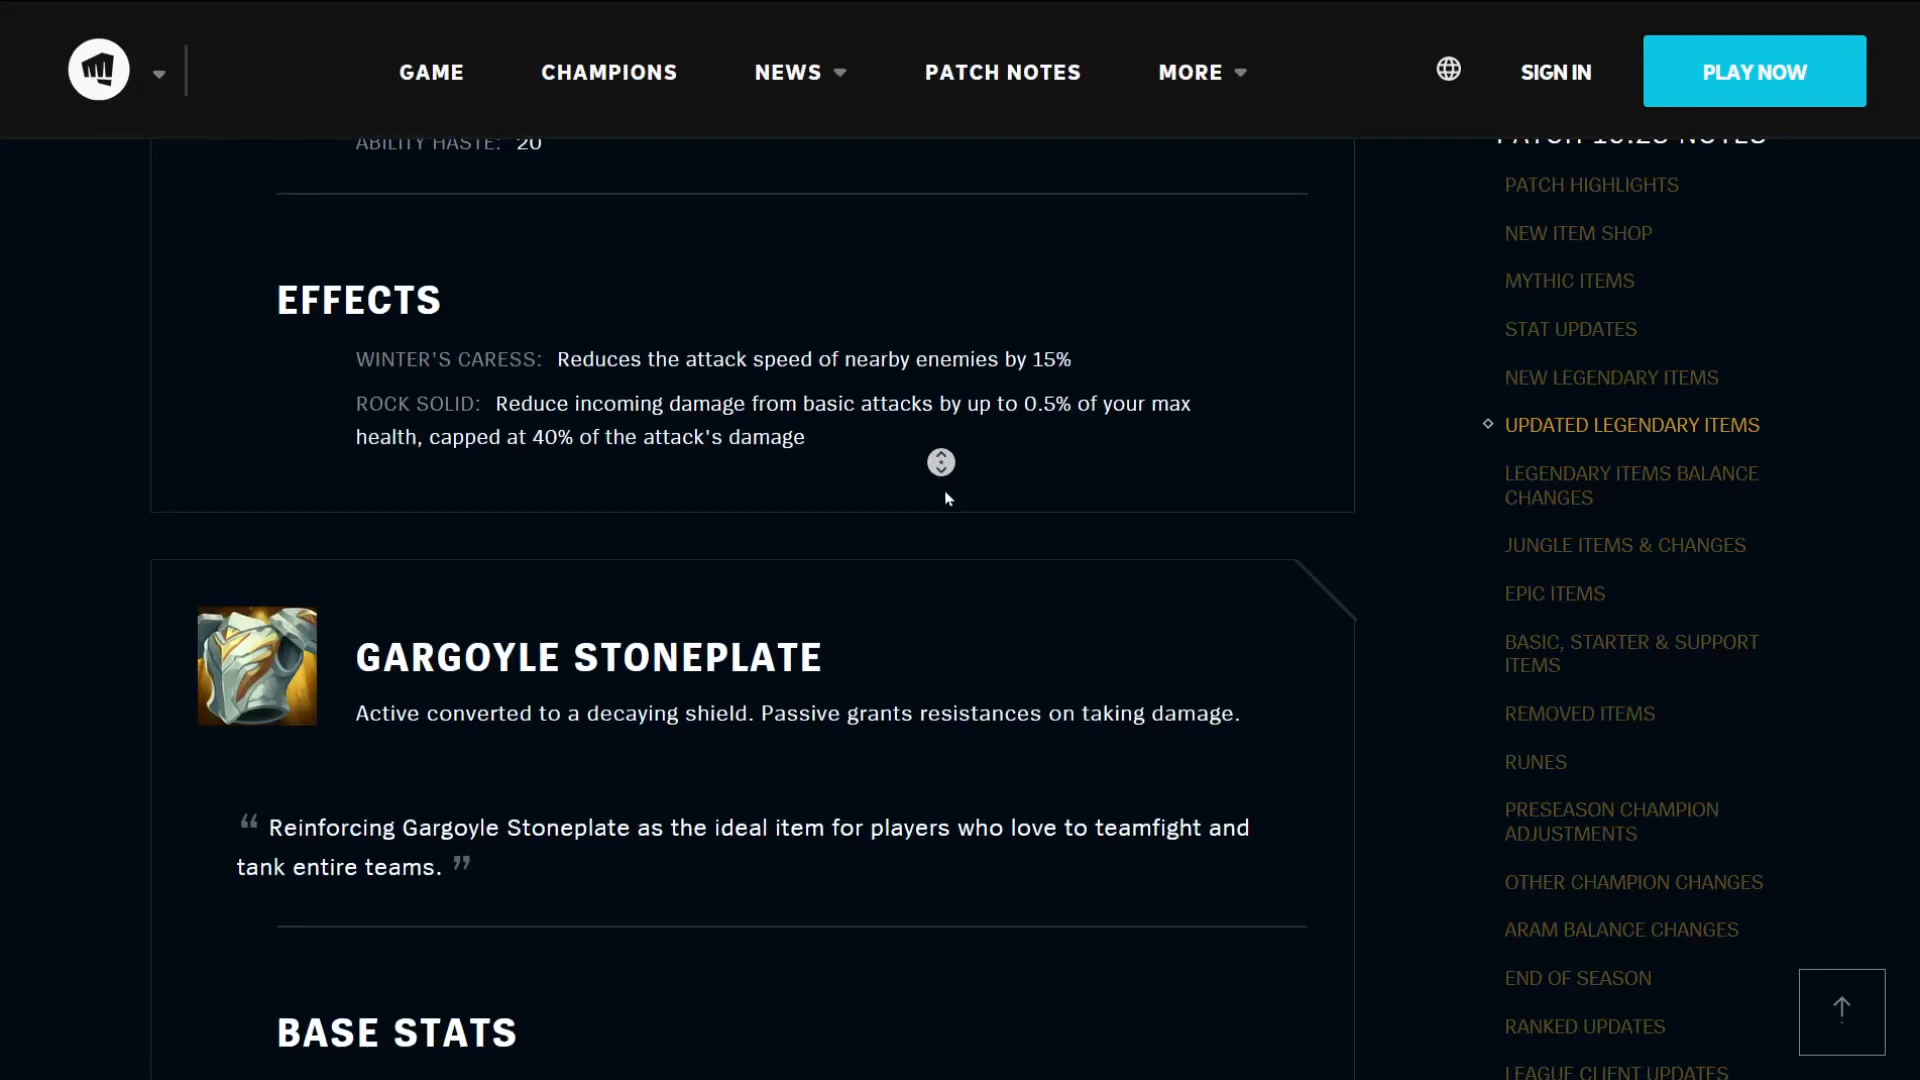 GAME
CHAMPIONS
NEWS
PATCH NOTES
MORE
SIGN IN
PLAY NOW
ABILITY HASTE: 20
EFFECTS
WINTER'S CARESS: Reduces the attack speed of nearby enemies by 15%
ROCK SOLID: Reduce incoming damage from basic attacks by up to 0.5% of your max
health, capped at 40% of the attack's damage
GARGOYLE STONEPLATE
Active converted to a decaying shield. Passive grants resistances on taking damage.
“ Reinforcing Gargoyle Stoneplate as the ideal item for players who love to teamfight and
tank entire teams. ”
BASE STATS
PATCH 10.23 NOTES
PATCH HIGHLIGHTS
NEW ITEM SHOP
MYTHIC ITEMS
STAT UPDATES
NEW LEGENDARY ITEMS
UPDATED LEGENDARY ITEMS
LEGENDARY ITEMS BALANCE
CHANGES
JUNGLE ITEMS & CHANGES
EPIC ITEMS
BASIC, STARTER & SUPPORT
ITEMS
REMOVED ITEMS
RUNES
PRESEASON CHAMPION
ADJUSTMENTS
OTHER CHAMPION CHANGES
ARAM BALANCE CHANGES
END OF SEASON
RANKED UPDATES
LEAGUE CLIENT UPDATES